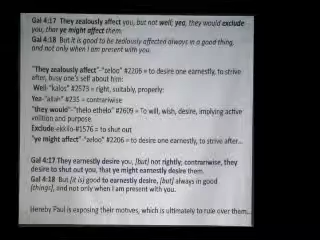 Gal 4:17 They zealously affect you, but not well; yea, they would exclude
you, that ye might affect them.
Gal 4:18 But it is good to be zealously affected always in a good thing,
and not only when I am present with you.
"They zealously affect"-"zeloo" #2206 = to desire one earnestly, to strive
after, busy one's self about him:
Well-"kalos" #2573 = right, suitably, properly:
Yea-"alla" #235 = contrariwise
"they would"-"thelo ethelo" #2609 = To will, wish, desire, implying active
volition and purpose
Exclude-ekkilo-#1576 = to shut out
"ye might affect" -"zeloo" #2206 = to desire one earnestly, to strive after...
Gal 4:17 They earnestly desire you, [but] not rightly, contrariwise, they
desire to shut out you, that ye might earnestly desire them.
Gal 4:18 But [it is] good to earnestly desire, [but] always in good
[things], and not only when I am present with you.
Hereby Paul is exposing their motives, which is ultimately to rule over them...